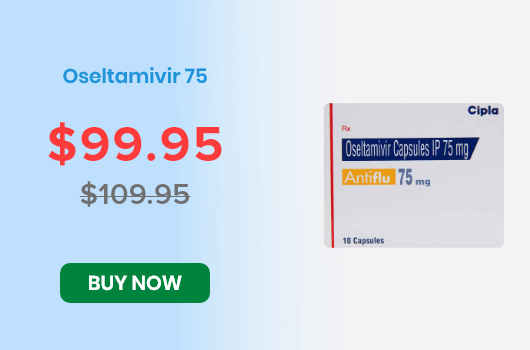 Oseltamivir 75
$99.95
$109.95
BUY NOW
Cipla
Rx
Oseltamivir Capsules IP 75 mg
Antiflu 75 mg
10 Capsules